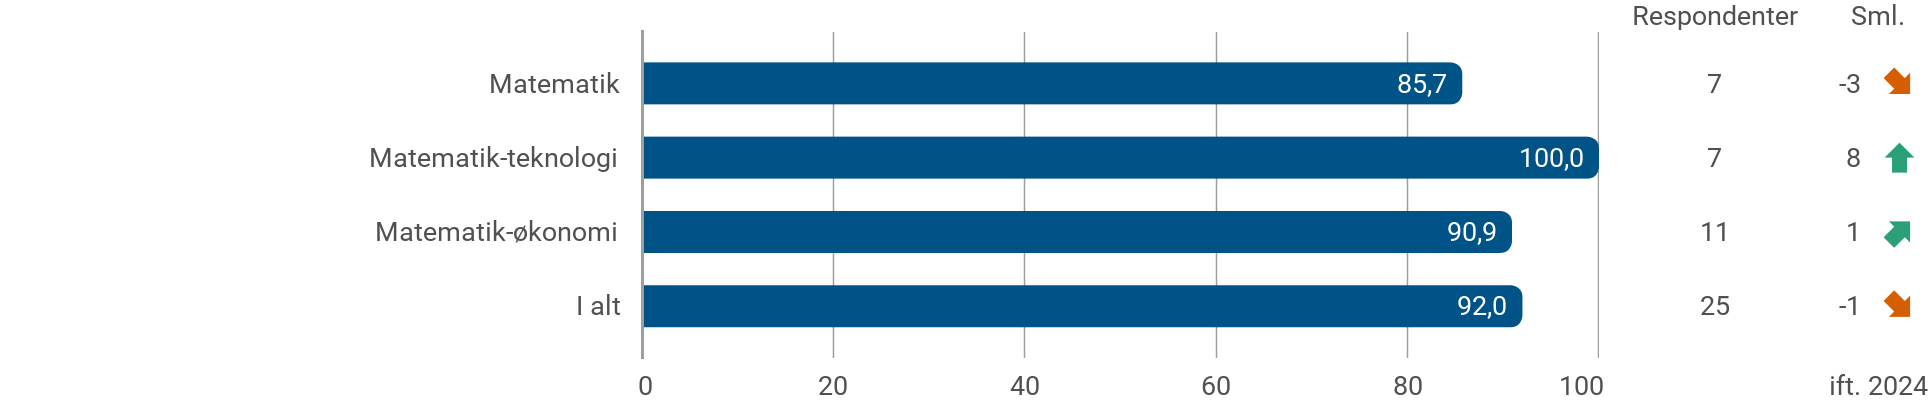 Respondenter Sml.
Matematik 85,7 7 -3
Matematik-teknologi 100,0 7 8
Matematik-økonomi 90,9 11 1
I alt 92,0 25 -1
0 20 40 60 80 100 ift. 2024